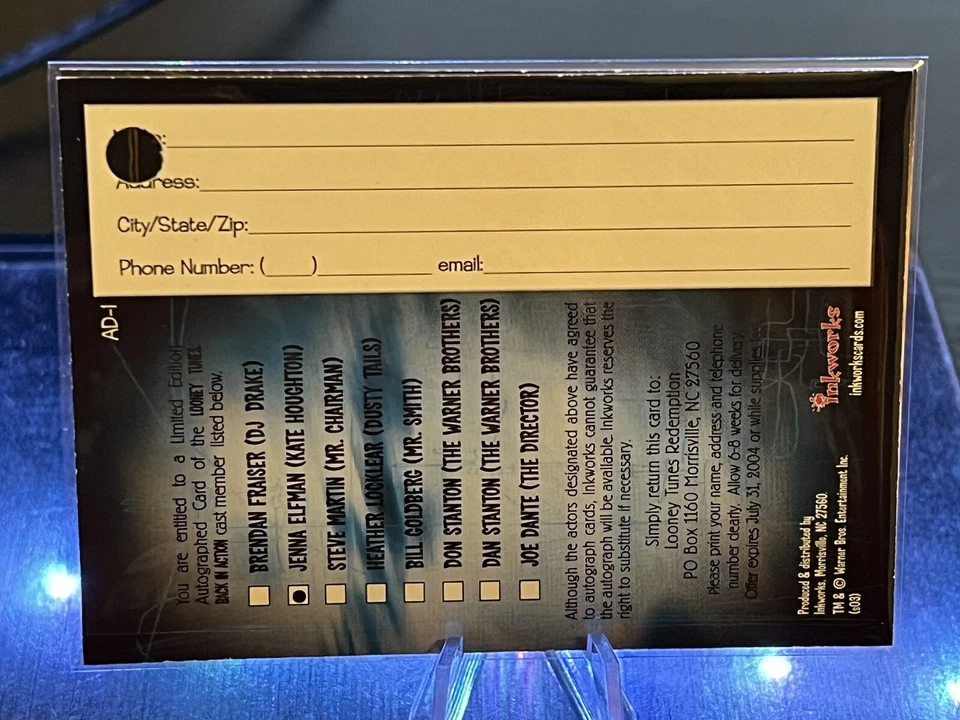 Address:
City/State/Zip:
Phone Number: (____) email:
AD-1
You are entitled to a Limited Edition
Autographed Card of the LOONEY TUNES
BACK IN ACTION cast member listed below.
BRENDAN FRAISER (DJ DRAKE)
JENNA ELFMAN (KATE HOUGHTON)
STEVE MARTIN (MR. CHAIRMAN)
HEATHER LOCKLEAR (DUSTY TAILS)
BILL GOLDBERG (MR. SMITH)
DON STANTON (THE WARNER BROTHERS)
DAN STANTON (THE WARNER BROTHERS)
JOE DANTE (THE DIRECTOR)
Although the actors designated above have agreed
to autograph cards, Inkworks cannot guarantee that
the autograph will be available. Inkworks reserves the
right to substitute if necessary.
Simply return this card to:
Looney Tunes Redemption
PO Box 1160 Morrisville, NC 27560
Please print your name, address and telephone
number clearly. Allow 6-8 weeks for delivery.
Offer expires July 31, 2004 or while supplies
Produced & distributed by
Inkworks, Morrisville, NC 27560.
TM & © Warner Bros. Entertainment Inc.
(s03)
inkworks
inkworkscards.com